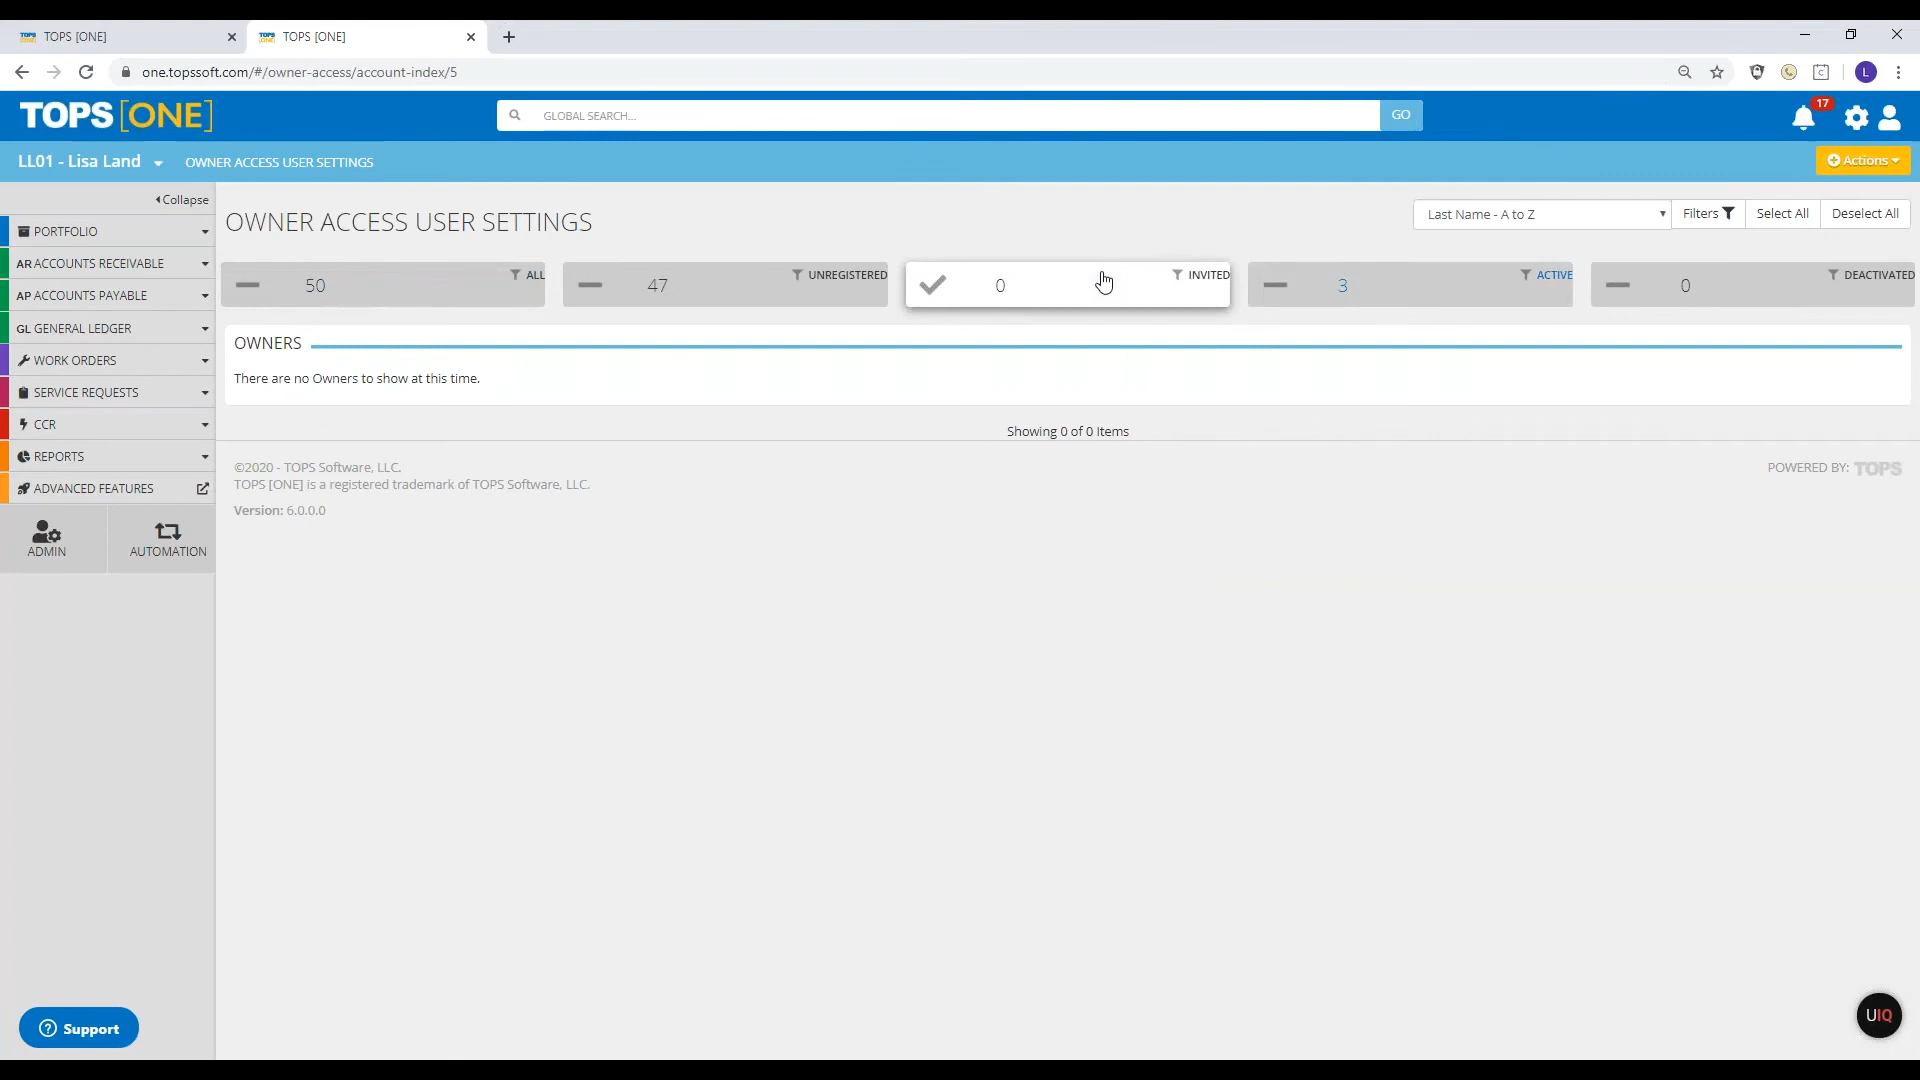 TOPS [ONE]
TOPS [ONE]
one.topssoft.com/#/owner-access/account-index/5
L
TOPS [ONE]
GLOBAL SEARCH...
GO
17
LL01 - Lisa Land
OWNER ACCESS USER SETTINGS
Actions
Collapse
PORTFOLIO
AR ACCOUNTS RECEIVABLE
AP ACCOUNTS PAYABLE
GL GENERAL LEDGER
WORK ORDERS
SERVICE REQUESTS
CCR
REPORTS
ADVANCED FEATURES
ADMIN
AUTOMATION
OWNER ACCESS USER SETTINGS
Last Name - A to Z
Filters
Select All
Deselect All
50
ALL
47
UNREGISTERED
0
INVITED
3
ACTIVE
0
DEACTIVATED
OWNERS
There are no Owners to show at this time.
Showing 0 of 0 Items
©2020 - TOPS Software, LLC.
TOPS [ONE] is a registered trademark of TOPS Software, LLC.
Version: 6.0.0.0
POWERED BY: TOPS
Support
UIQ